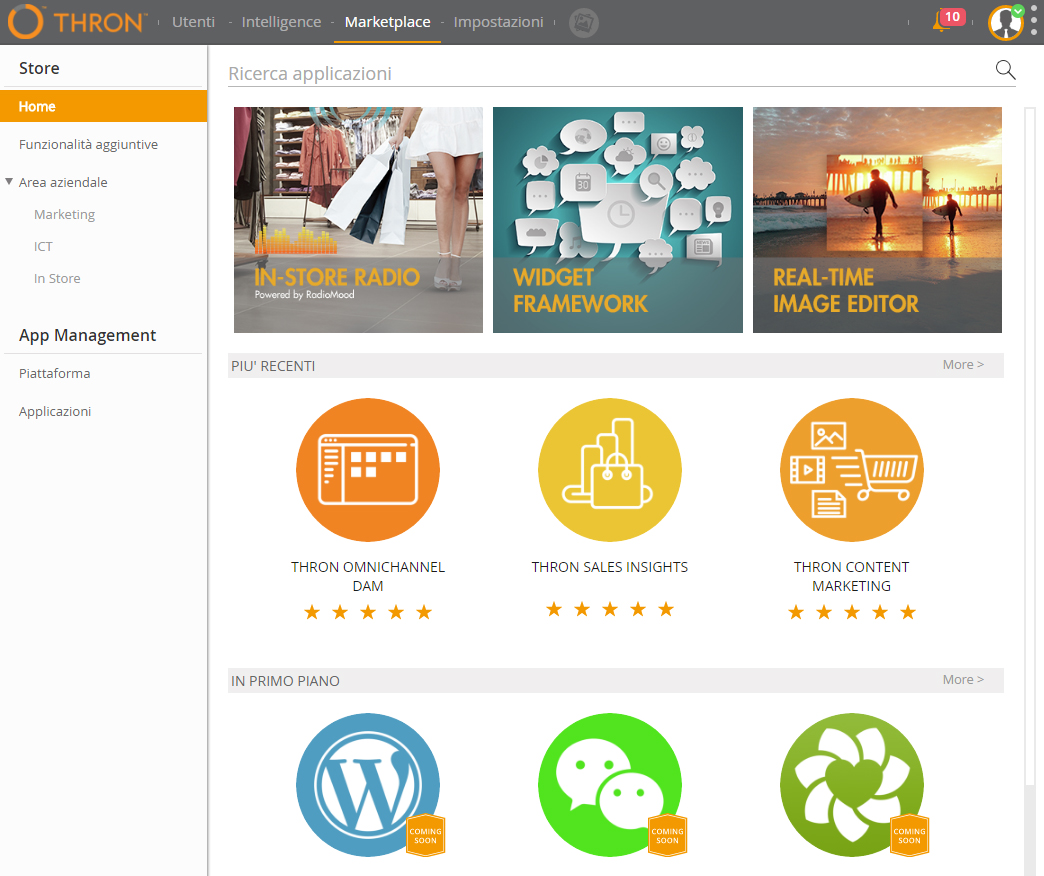 THRON
Utenti
Intelligence
Marketplace
Impostazioni
10
Store
Home
Funzionalità aggiuntive
Area aziendale
Marketing
ICT
In Store
App Management
Piattaforma
Applicazioni
Ricerca applicazioni
IN-STORE RADIO
Powered by RadioMood
WIDGET
FRAMEWORK
REAL-TIME
IMAGE EDITOR
PIU' RECENTI
More >
THRON OMNICHANNEL
DAM
THRON SALES INSIGHTS
THRON CONTENT
MARKETING
IN PRIMO PIANO
More >
COMING
SOON
COMING
SOON
COMING
SOON